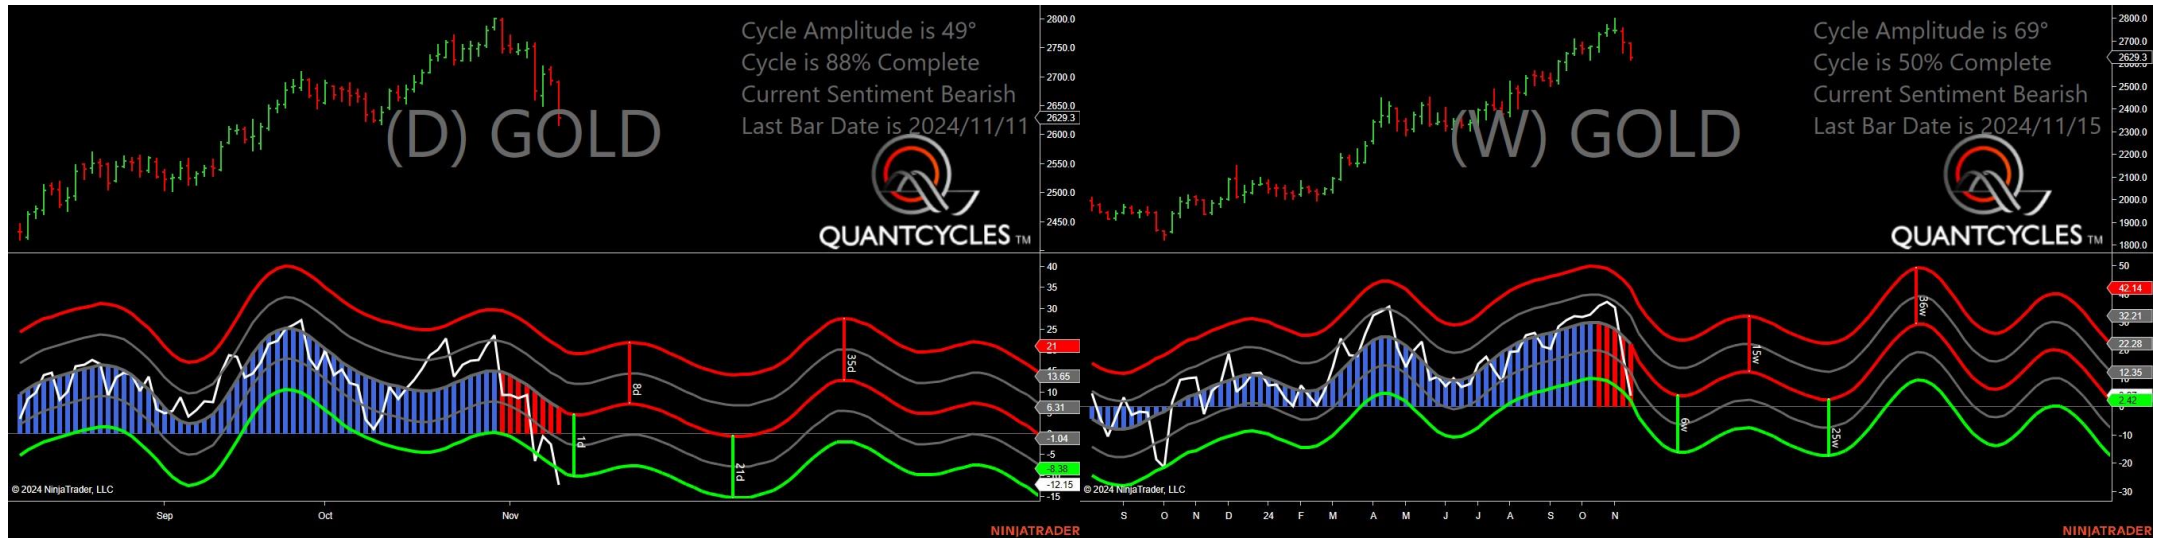 Cycle Amplitude is 49°
Cycle is 88% Complete
Current Sentiment Bearish
Last Bar Date is 2024/11/11
(D) GOLD
QUANTCYCLES TM
2800.0
2750.0
2700.0
2650.0
2629.3
2600.0
2550.0
2500.0
2450.0
40
35
30
25
21
15
13.65
10
6.31
-1.04
-5
-8.38
-12.15
-15
1d
8d
21d
35d
© 2024 NinjaTrader, LLC
Sep
Oct
Nov
NINJATRADER
Cycle Amplitude is 69°
Cycle is 50% Complete
Current Sentiment Bearish
Last Bar Date is 2024/11/15
(W) GOLD
QUANTCYCLES TM
2800.0
2700.0
2629.3
2500.0
2400.0
2300.0
2200.0
2100.0
2000.0
1900.0
1800.0
50
42.14
32.21
22.28
12.35
2.42
-10
-20
-30
6w
15w
25w
36w
© 2024 NinjaTrader, LLC
S
O
N
D
24
F
M
A
M
J
J
A
S
O
N
NINJATRADER